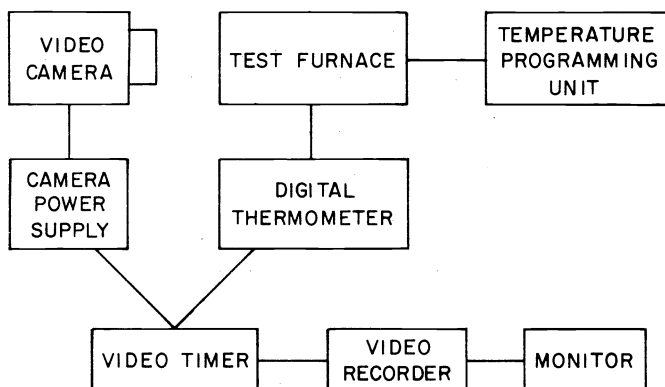 VIDEO
CAMERA
TEST FURNACE
TEMPERATURE
PROGRAMMING
UNIT
CAMERA
POWER
SUPPLY
DIGITAL
THERMOMETER
VIDEO TIMER
VIDEO
RECORDER
MONITOR